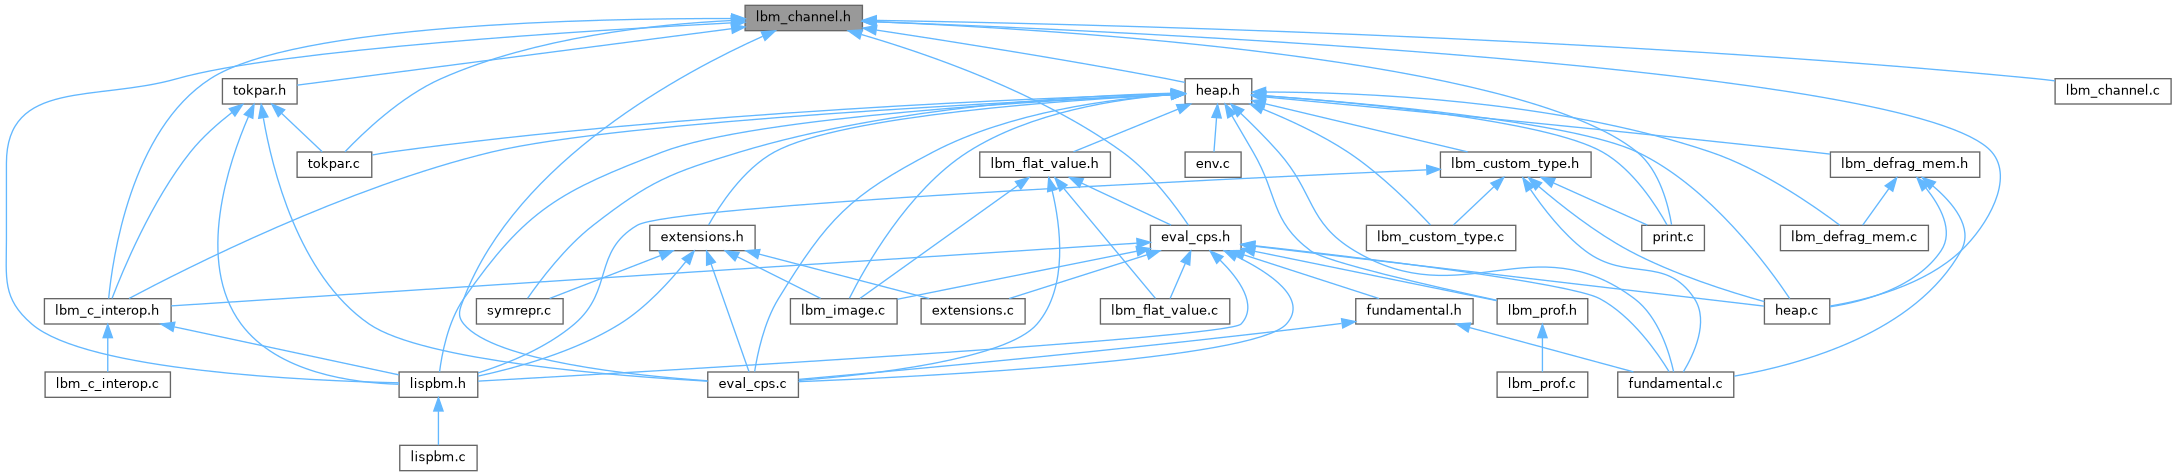 lbm_channel.h
tokpar.h
heap.h
lbm_channel.c
tokpar.c
lbm_flat_value.h
env.c
lbm_custom_type.h
lbm_defrag_mem.h
extensions.h
eval_cps.h
lbm_custom_type.c
print.c
lbm_defrag_mem.c
lbm_c_interop.h
symrepr.c
lbm_image.c
extensions.c
lbm_flat_value.c
fundamental.h
lbm_prof.h
heap.c
lbm_c_interop.c
lispbm.h
eval_cps.c
lbm_prof.c
fundamental.c
lispbm.c